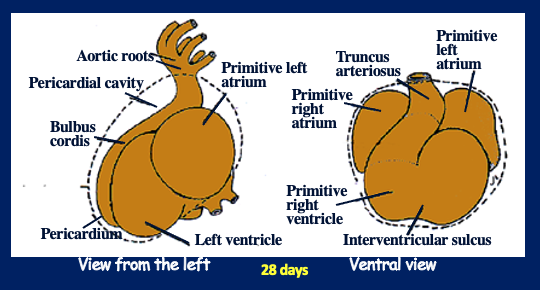 Aortic roots
Pericardial cavity
Primitive left
atrium
Bulbus
cordis
Pericardium
Left ventricle
View from the left
28 days
Truncus
arteriosus
Primitive
left
atrium
Primitive
right
atrium
Primitive
right
ventricle
Interventricular sulcus
Ventral view